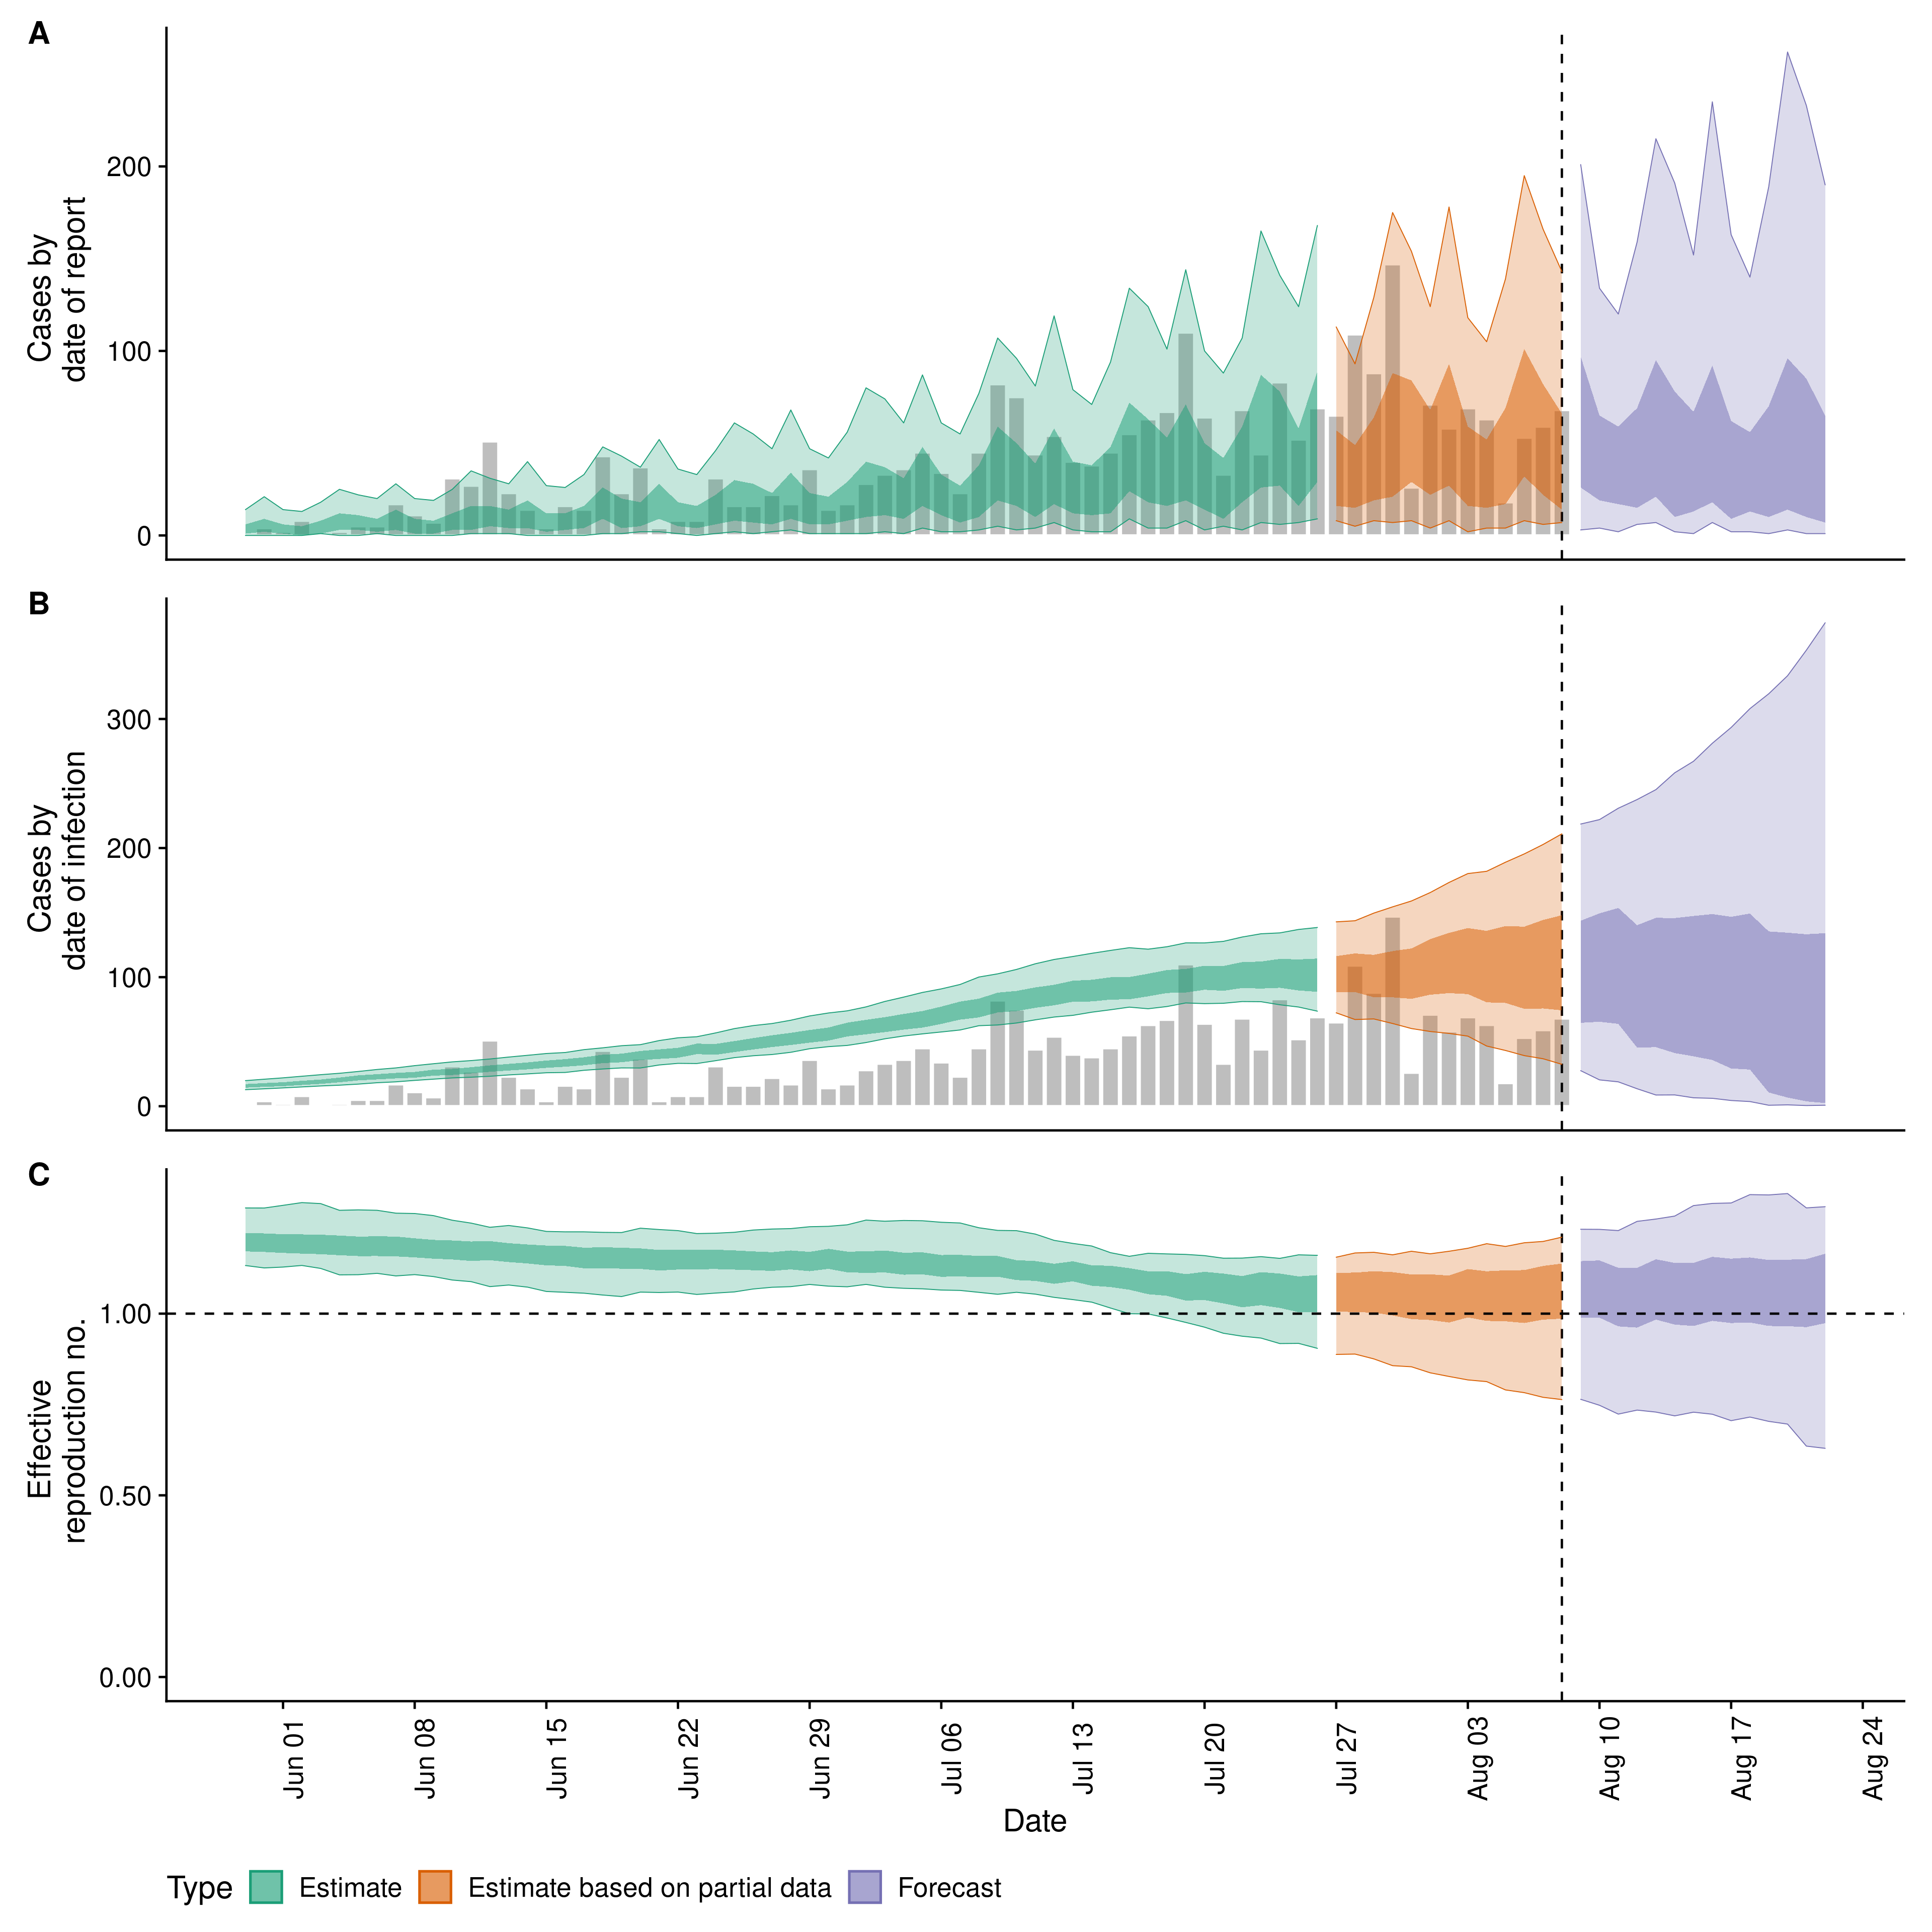 A
Cases by
date of report
200
100
0
B
Cases by
date of infection
300
200
100
0
C
Effective
reproduction no.
1.00
0.50
0.00
Jun 01
Jun 08
Jun 15
Jun 22
Jun 29
Jul 06
Jul 13
Jul 20
Jul 27
Aug 03
Aug 10
Aug 17
Aug 24
Date
Type Estimate Estimate based on partial data Forecast